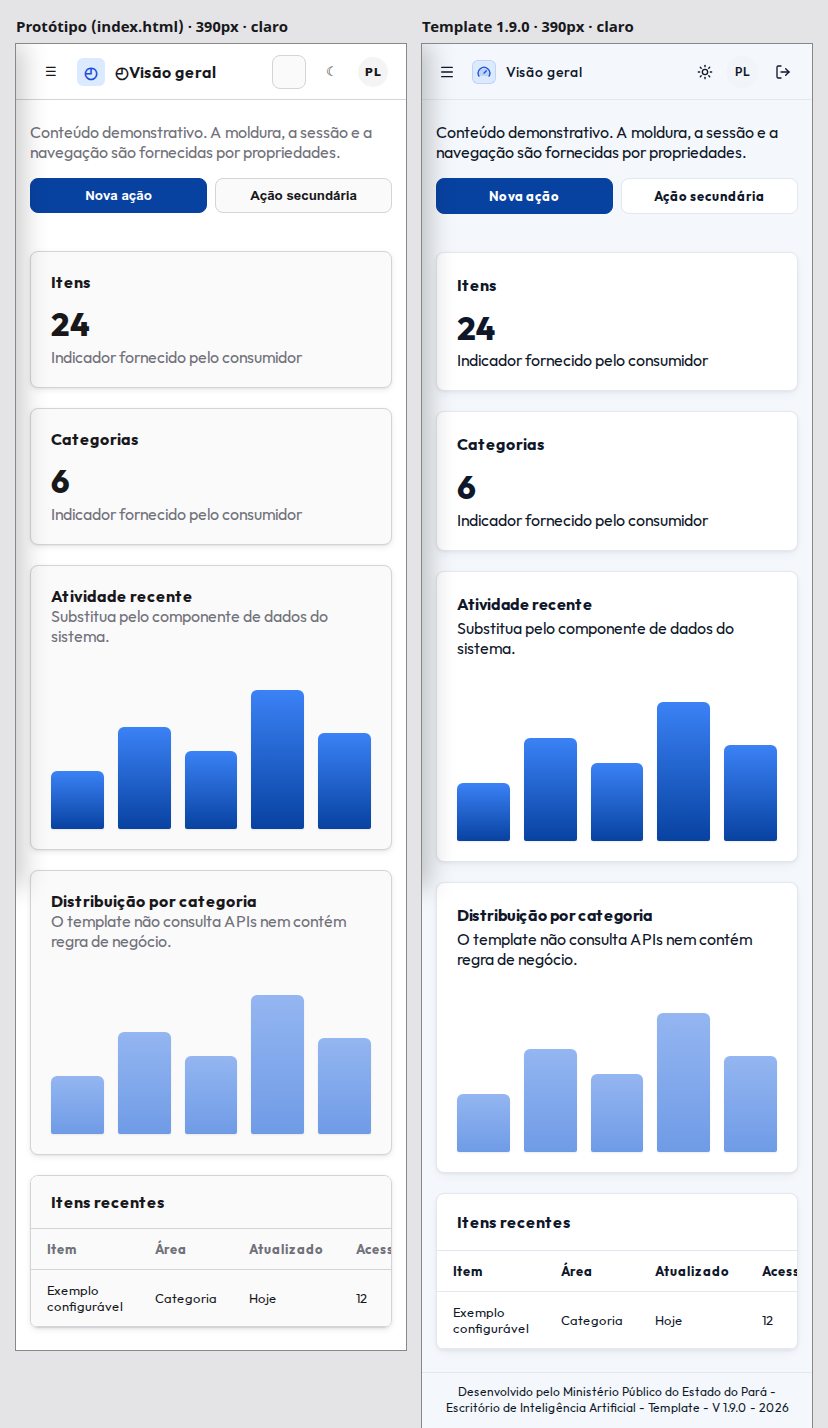 Protótipo (index.html) · 390px · claro
Visão geral
PL
Conteúdo demonstrativo. A moldura, a sessão e a
navegação são fornecidas por propriedades.
Nova ação
Ação secundária
Itens
24
Indicador fornecido pelo consumidor
Categorias
6
Indicador fornecido pelo consumidor
Atividade recente
Substitua pelo componente de dados do
sistema.
Distribuição por categoria
O template não consulta APIs nem contém
regra de negócio.
Itens recentes
Item Área Atualizado Acess
Exemplo
configurável
Categoria Hoje 12
Template 1.9.0 · 390px · claro
Visão geral
PL
Conteúdo demonstrativo. A moldura, a sessão e a
navegação são fornecidas por propriedades.
Nova ação
Ação secundária
Itens
24
Indicador fornecido pelo consumidor
Categorias
6
Indicador fornecido pelo consumidor
Atividade recente
Substitua pelo componente de dados do
sistema.
Distribuição por categoria
O template não consulta APIs nem contém
regra de negócio.
Itens recentes
Item Área Atualizado Acess
Exemplo
configurável
Categoria Hoje 12
Desenvolvido pelo Ministério Público do Estado do Pará -
Escritório de Inteligência Artificial - Template - V 1.9.0 - 2026